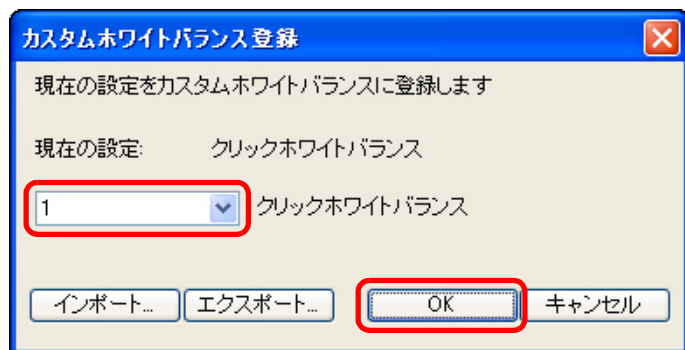 カスタムホワイトバランス登録
現在の設定をカスタムホワイトバランスに登録します
現在の設定: クリックホワイトバランス
1 クリックホワイトバランス
インポート... エクスポート... OK キャンセル